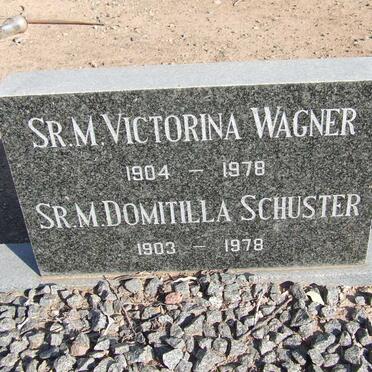 SR. M. VICTORINA WAGNER
1904 – 1978
SR. M. DOMITILLA SCHUSTER
1903 – 1978